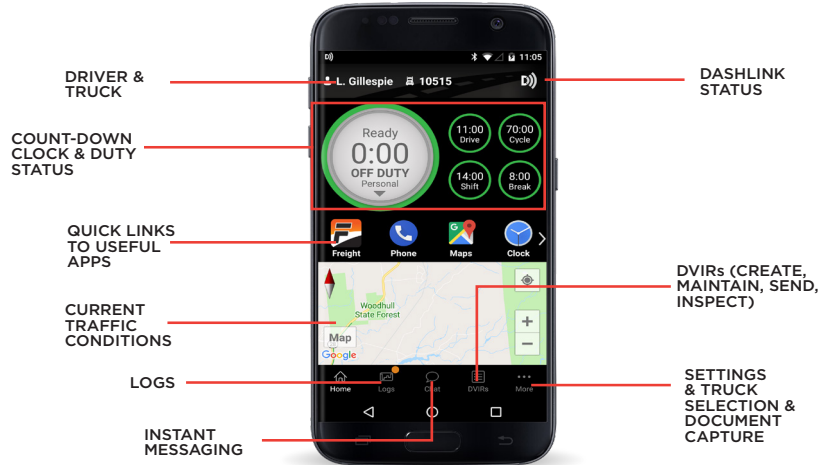 D))
11:05
L. Gillespie 10515 D))
DRIVER &
TRUCK
DASHLINK
STATUS
COUNT-DOWN
CLOCK & DUTY
STATUS
Ready
0:00
OFF DUTY
Personal
11:00
Drive
70:00
Cycle
14:00
Shift
8:00
Break
QUICK LINKS
TO USEFUL
APPS
Freight Phone Maps Clock
DVIRs (CREATE,
MAINTAIN, SEND,
INSPECT)
CURRENT
TRAFFIC
CONDITIONS
Woodhull
State Forest
Map
Google
+
−
LOGS
Home Logs Chat DVIRs More
SETTINGS
& TRUCK
SELECTION &
DOCUMENT
CAPTURE
INSTANT
MESSAGING